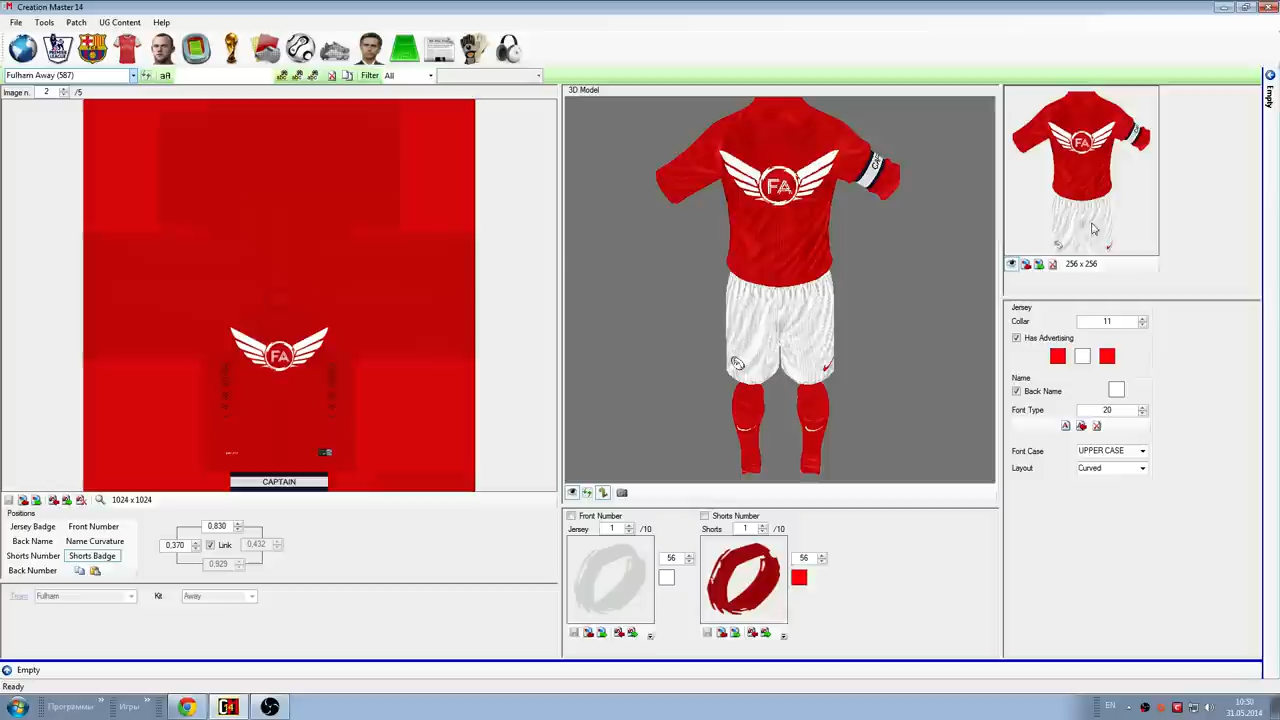 Creation Master 14
File Tools Patch UG Content Help
Fulham Away (587) aA Filter All
Image n. 2 /5
3D Model
Empty
FA
CAPTAIN
FA
FA
256 x 256
Jersey
Collar 11
Has Advertising
Name
Back Name
Font Type 20
A
Font Case UPPER CASE
Layout Curved
1024 x 1024
Positions
Jersey Badge Front Number
Back Name Name Curvature
Shorts Number Shorts Badge
Back Number
0,830
0,370 Link 0,432
0,929
Team Fulham Kit Away
Front Number
Jersey 1 /10
56
Shorts Number
Shorts 1 /10
56
Empty
Ready
Программы Игры EN 10:50
31.05.2014